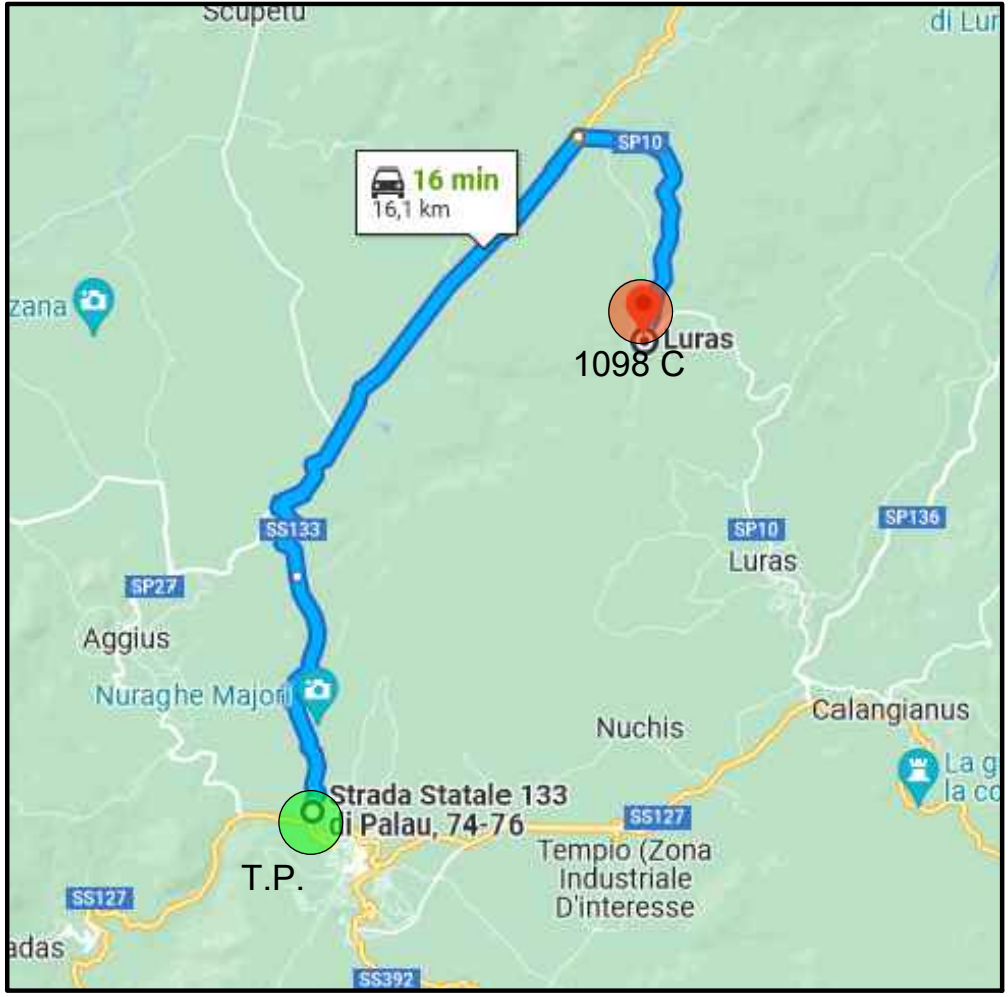 Scupetu
di Lur
SP10
16 min
16,1 km
zana
Luras
1098 C
SS133
SP10
SP136
Luras
SP27
Aggius
Nuraghe Majori
Calangianus
Nuchis
La g
la co
Strada Statale 133
di Palau, 74-76
SS127
Tempio (Zona
Industriale
D'interesse
T.P.
SS127
adas
SS392